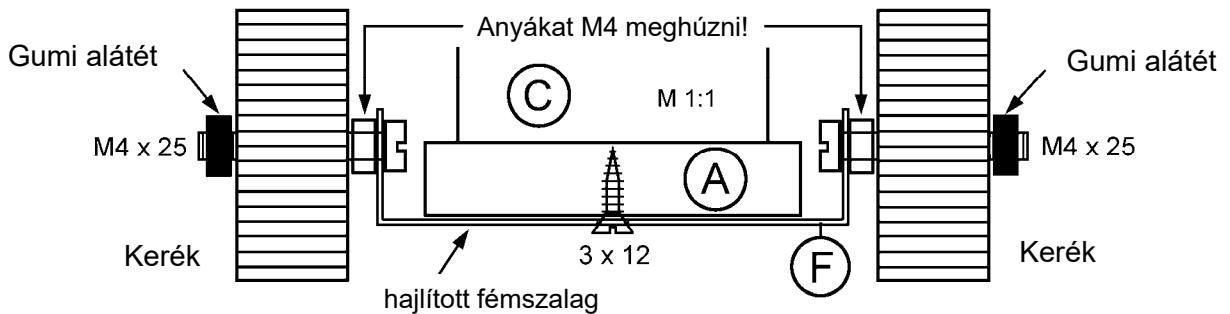 Anyákat M4 meghúzni!
Gumi alátét
Gumi alátét
C
M 1:1
M4 x 25
M4 x 25
A
Kerék
3 x 12
F
Kerék
hajlított fémszalag